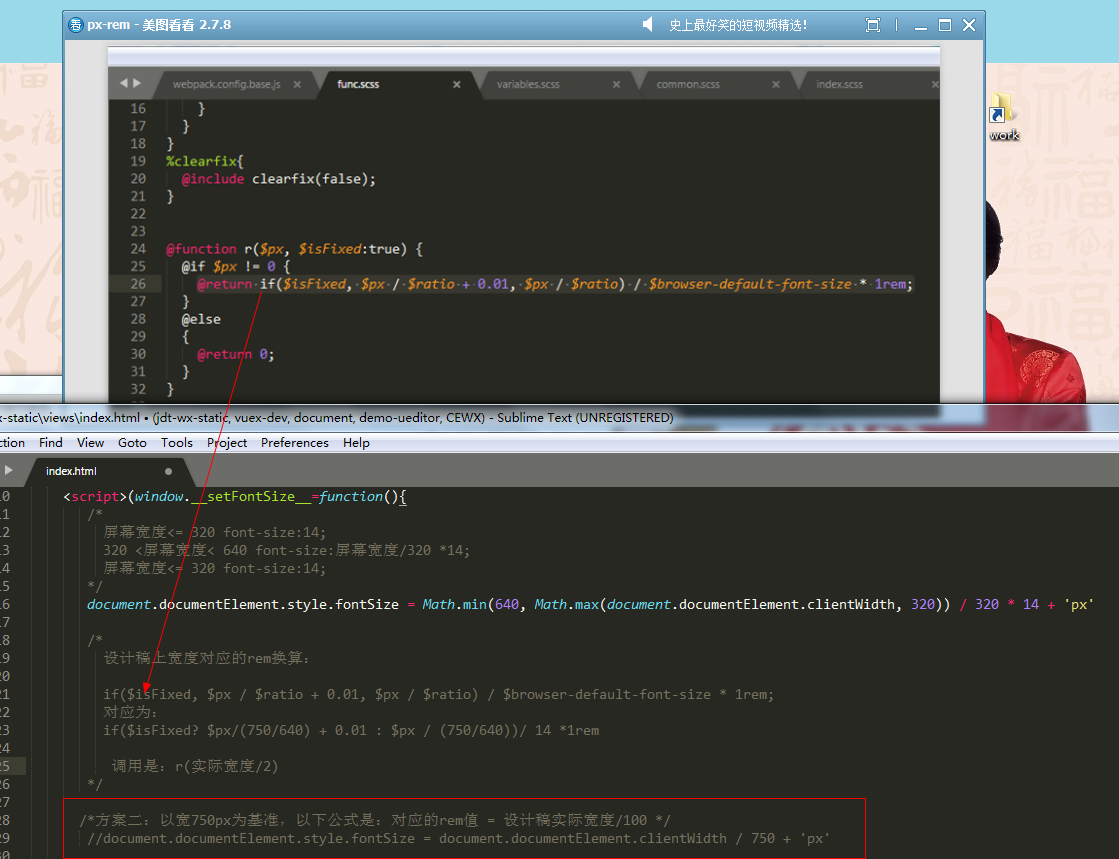 px-rem - 美图看看 2.7.8
史上最好笑的短视频精选!
webpack.config.base.js
func.scss
variables.scss
common.scss
index.scss
16 }
17 }
18 }
19 %clearfix{
20 @include clearfix(false);
21 }
22
23
24 @function r($px, $isFixed:true) {
25 @if $px != 0 {
26 @return if($isFixed, $px / $ratio + 0.01, $px / $ratio) / $browser-default-font-size * 1rem;
27 }
28 @else
29 {
30 @return 0;
31 }
32 }
work
x-static\views\index.html • (jdt-wx-static, vuex-dev, document, demo-ueditor, CEWX) - Sublime Text (UNREGISTERED)
ction Find View Goto Tools Project Preferences Help
index.html
0 <script>(window.__setFontSize__=function(){
1 /*
2 屏幕宽度<= 320 font-size:14;
3 320 <屏幕宽度< 640 font-size:屏幕宽度/320 *14;
4 屏幕宽度<= 320 font-size:14;
5 */
6 document.documentElement.style.fontSize = Math.min(640, Math.max(document.documentElement.clientWidth, 320)) / 320 * 14 + 'px'
7
8 /*
9 设计稿上宽度对应的rem换算:
20
21 if($isFixed, $px / $ratio + 0.01, $px / $ratio) / $browser-default-font-size * 1rem;
22 对应为:
23 if($isFixed? $px/(750/640) + 0.01 : $px / (750/640))/ 14 *1rem
24
25 调用是: r(实际宽度/2)
26 */
27
28 /*方案二: 以宽750px为基准, 以下公式是: 对应的rem值 = 设计稿实际宽度/100 */
29 //document.documentElement.style.fontSize = document.documentElement.clientWidth / 750 + 'px'